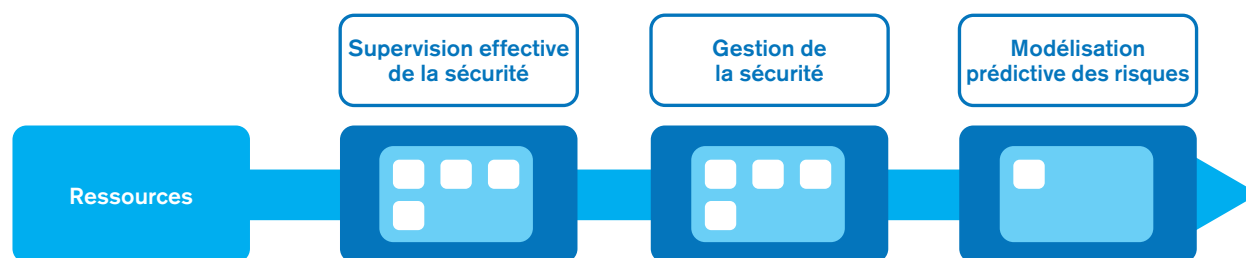 Supervision effective
de la sécurité
Gestion de
la sécurité
Modélisation
prédictive des risques
Ressources